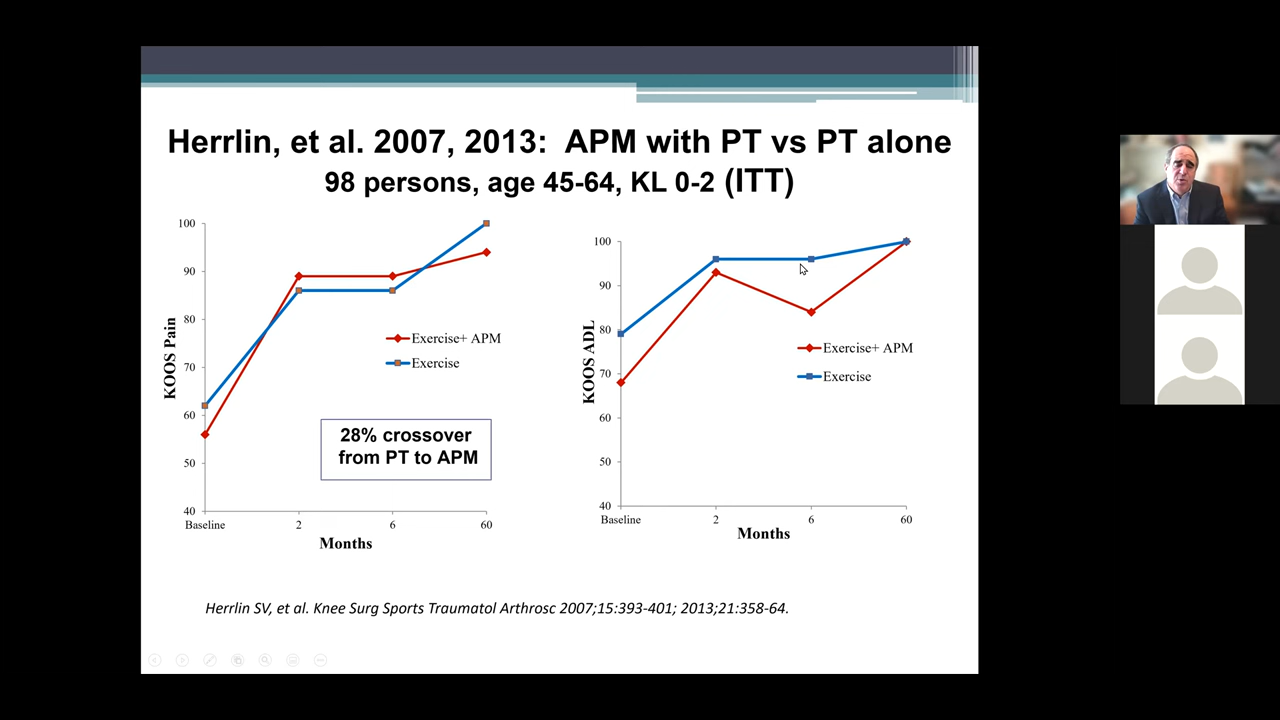 Herrlin, et al. 2007, 2013:  APM with PT vs PT alone
98 persons, age 45-64, KL 0-2 (ITT)
100
90
80
70
60
50
40
KOOS Pain
Exercise+ APM
Exercise
28% crossover
from PT to APM
Baseline
2
6
60
Months
100
90
80
70
60
50
40
KOOS ADL
Exercise+ APM
Exercise
Baseline
2
6
60
Months
Herrlin SV, et al. Knee Surg Sports Traumatol Arthrosc 2007;15:393-401; 2013;21:358-64.